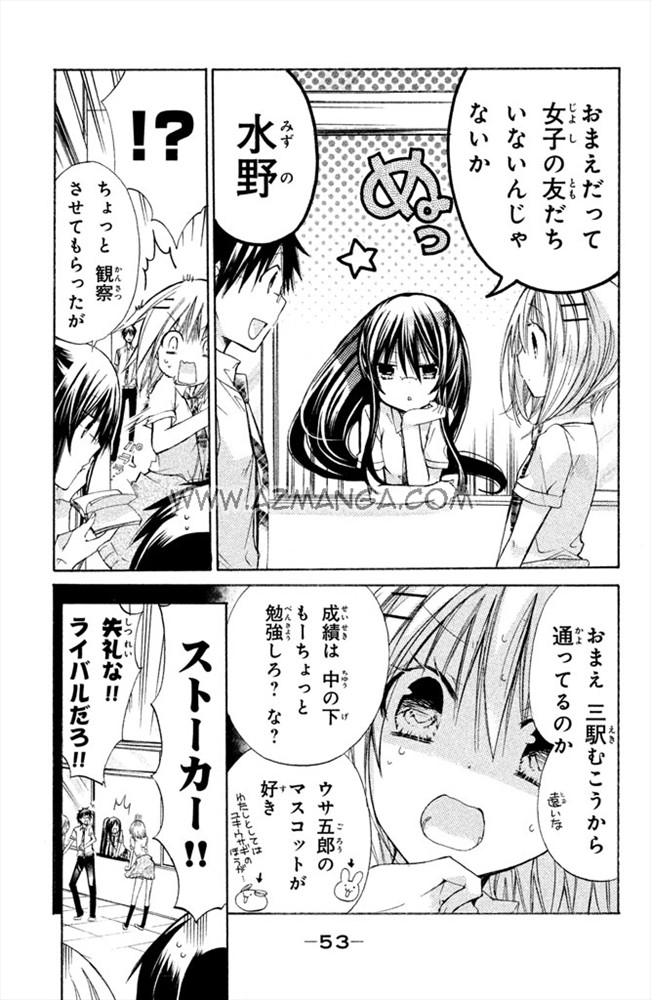 おまえだって
女子の友だち
いないんじゃ
ないか
ぬっ
水野
!?
ちょっと 観察
させてもらったが
WWW.AZMANGA.COM
おまえ 三駅むこうから
通ってるのか
遠いな
成績は 中の下
もーちょっと
勉強しろ? な?
ウサ五郎の
マスコットが
好き
わたしとしては
ユキウサギの
ほうが…
ストーカー!!
失礼な!!
ライバルだろ!!
—53—